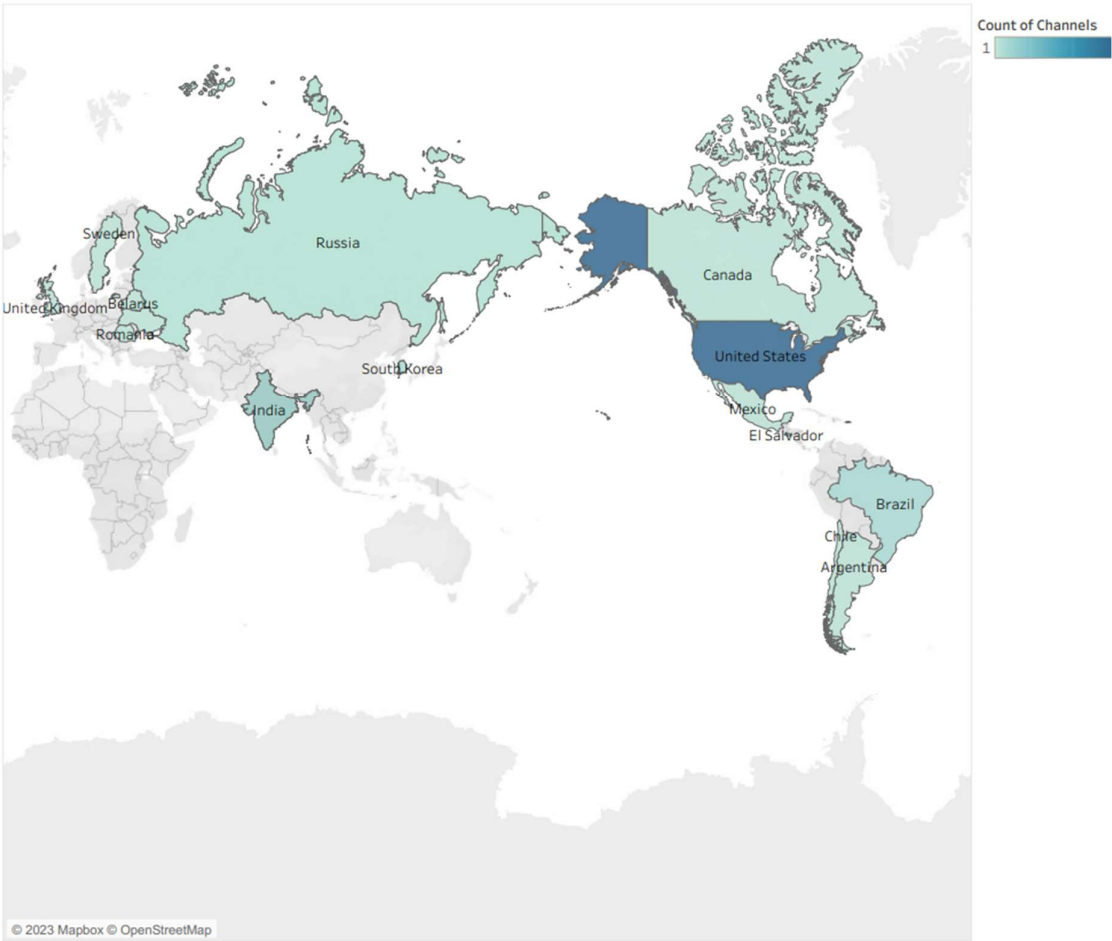 Count of Channels
1
Sweden
Russia
Canada
United Kingdom
Belarus
Romania
South Korea
United States
India
Mexico
El Salvador
Brazil
Chile
Argentina
© 2023 Mapbox © OpenStreetMap